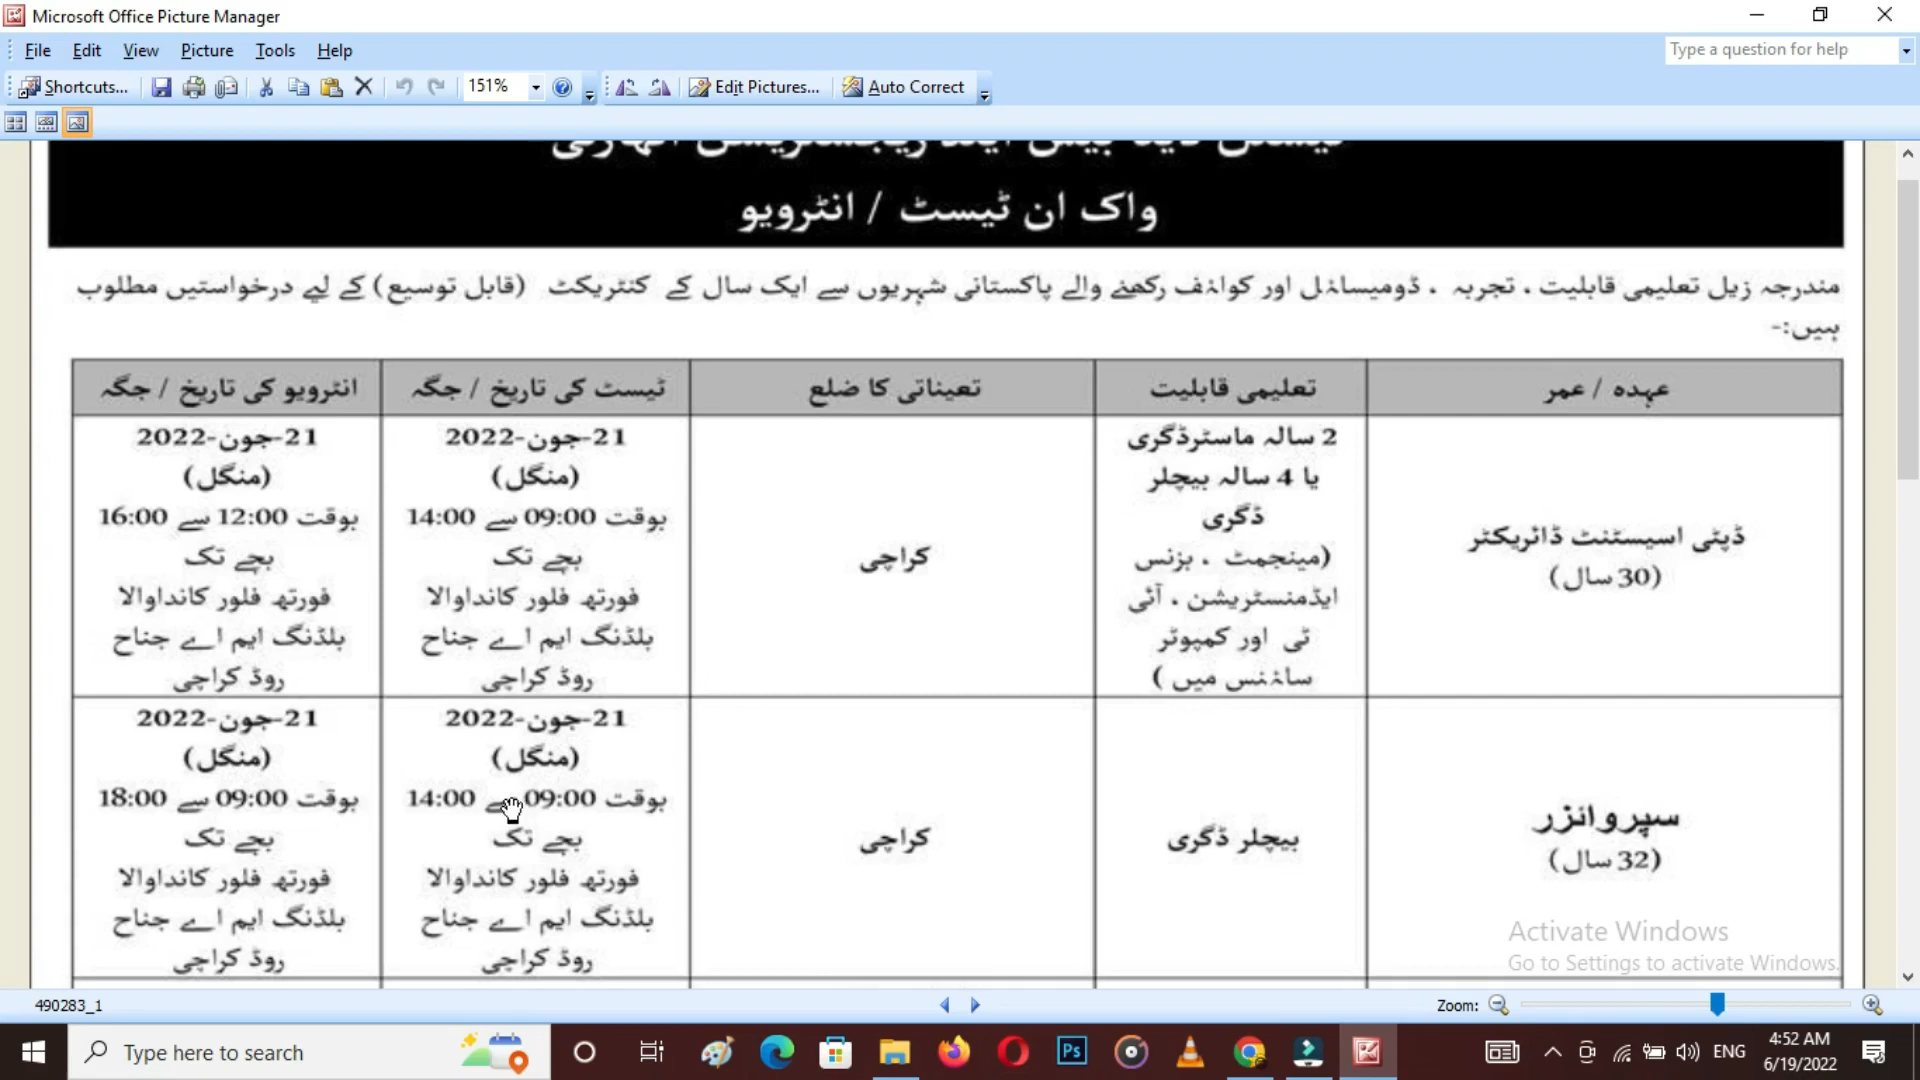 Microsoft Office Picture Manager
File Edit View Picture Tools Help
Type a question for help
Shortcuts... 151% Edit Pictures... Auto Correct
واک ان ٹیسٹ / انٹرویو
مندرجہ زیل تعلیمی قابلیت ۔ تجربہ ۔ ڈومیسائل اور کوائف رکھنے والے پاکستانی شہریوں سے ایک سال کے کنٹریکٹ (قابل توسیع) کے لیے درخواستیں مطلوب
ہیں:-
عہدہ / عمر
تعلیمی قابلیت
تعیناتی کا ضلع
ٹیسٹ کی تاریخ / جگہ
انٹرویو کی تاریخ / جگہ
ڈپٹی اسیسٹنٹ ڈائریکٹر
(30 سال)
2 سالہ ماسٹرڈگری
یا 4 سالہ بیچلر
ڈگری
(مینجمٹ ۔ بزنس
ایڈمنسٹریشن ۔ آئی
ٹی اور کمپوٹر
سائنس میں )
کراچی
21-جون-2022
(منگل)
بوقت 09:00 سے 14:00
بجے تک
فورتھ فلور کانداوالا
بلڈنگ ایم اے جناح
روڈ کراچی
21-جون-2022
(منگل)
بوقت 12:00 سے 16:00
بجے تک
فورتھ فلور کانداوالا
بلڈنگ ایم اے جناح
روڈ کراچی
سپروائزر
(32 سال)
بیچلر ڈگری
کراچی
21-جون-2022
(منگل)
بوقت 09:00 سے 14:00
بجے تک
فورتھ فلور کانداوالا
بلڈنگ ایم اے جناح
روڈ کراچی
21-جون-2022
(منگل)
بوقت 09:00 سے 18:00
بجے تک
فورتھ فلور کانداوالا
بلڈنگ ایم اے جناح
روڈ کراچی
Activate Windows
Go to Settings to activate Windows.
490283_1
Zoom:
Type here to search
Ps
ENG
4:52 AM
6/19/2022